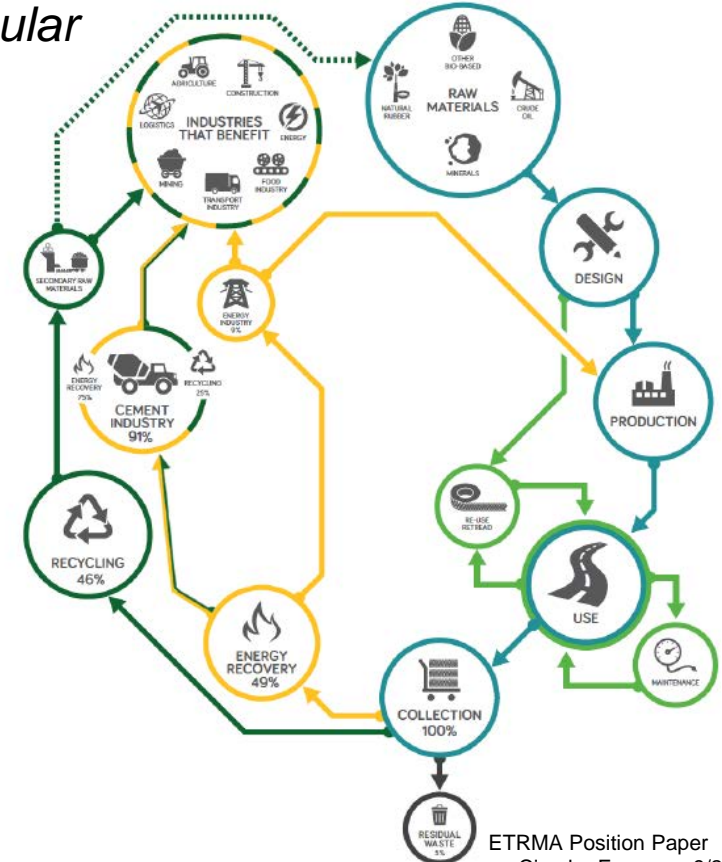 ular
AGRICULTURE
CONSTRUCTION
LOGISTICS
INDUSTRIES
THAT BENEFIT
ENERGY
MINING
TRANSPORT
INDUSTRY
FOOD
INDUSTRY
OTHER
BIO-BASED
NATURAL
RUBBER
RAW
MATERIALS
CRUDE
OIL
MINERALS
SECONDARY RAW
MATERIALS
ENERGY
INDUSTRY
9%
DESIGN
ENERGY
RECOVERY
75%
RECYCLING
25%
CEMENT
INDUSTRY
91%
PRODUCTION
RE-USE
RETREAD
RECYCLING
46%
USE
ENERGY
RECOVERY
49%
MAINTENANCE
COLLECTION
100%
RESIDUAL
WASTE
5%
ETRMA Position Paper